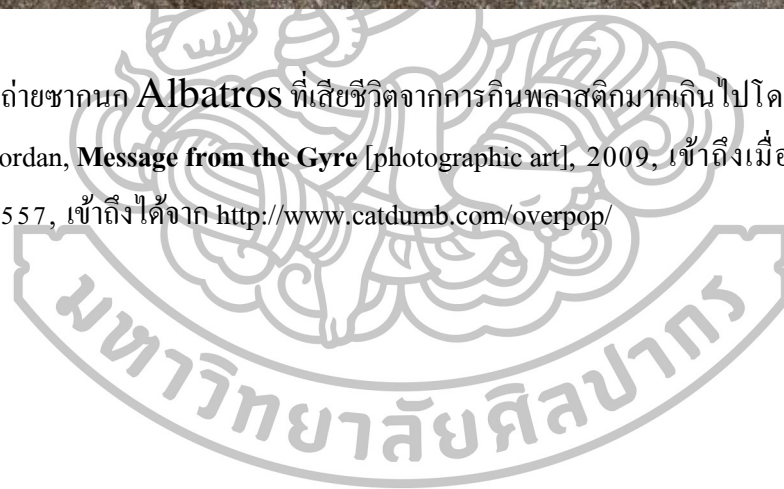 ถ่ายซากนก Albatros ที่เสียชีวิตจากการกินพลาสติกมากเกินไปโด
ordan, Message from the Gyre [photographic art], 2009, เข้าถึงเมื่อ
557, เข้าถึงได้จาก http://www.catdumb.com/overpop/
มหาวิทยาลัยศิลปากร